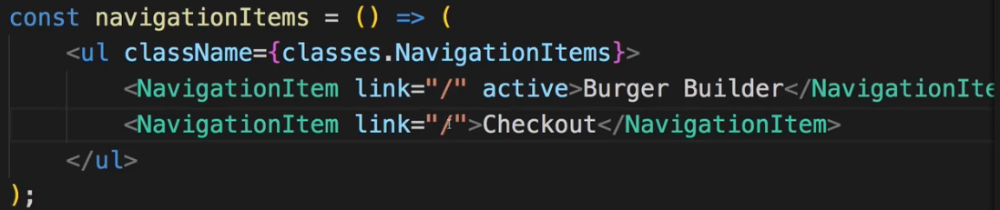 const navigationItems = () => (
<ul className={classes.NavigationItems}>
<NavigationItem link="/" active>Burger Builder</NavigationIte
<NavigationItem link="/">Checkout</NavigationItem>
</ul>
);